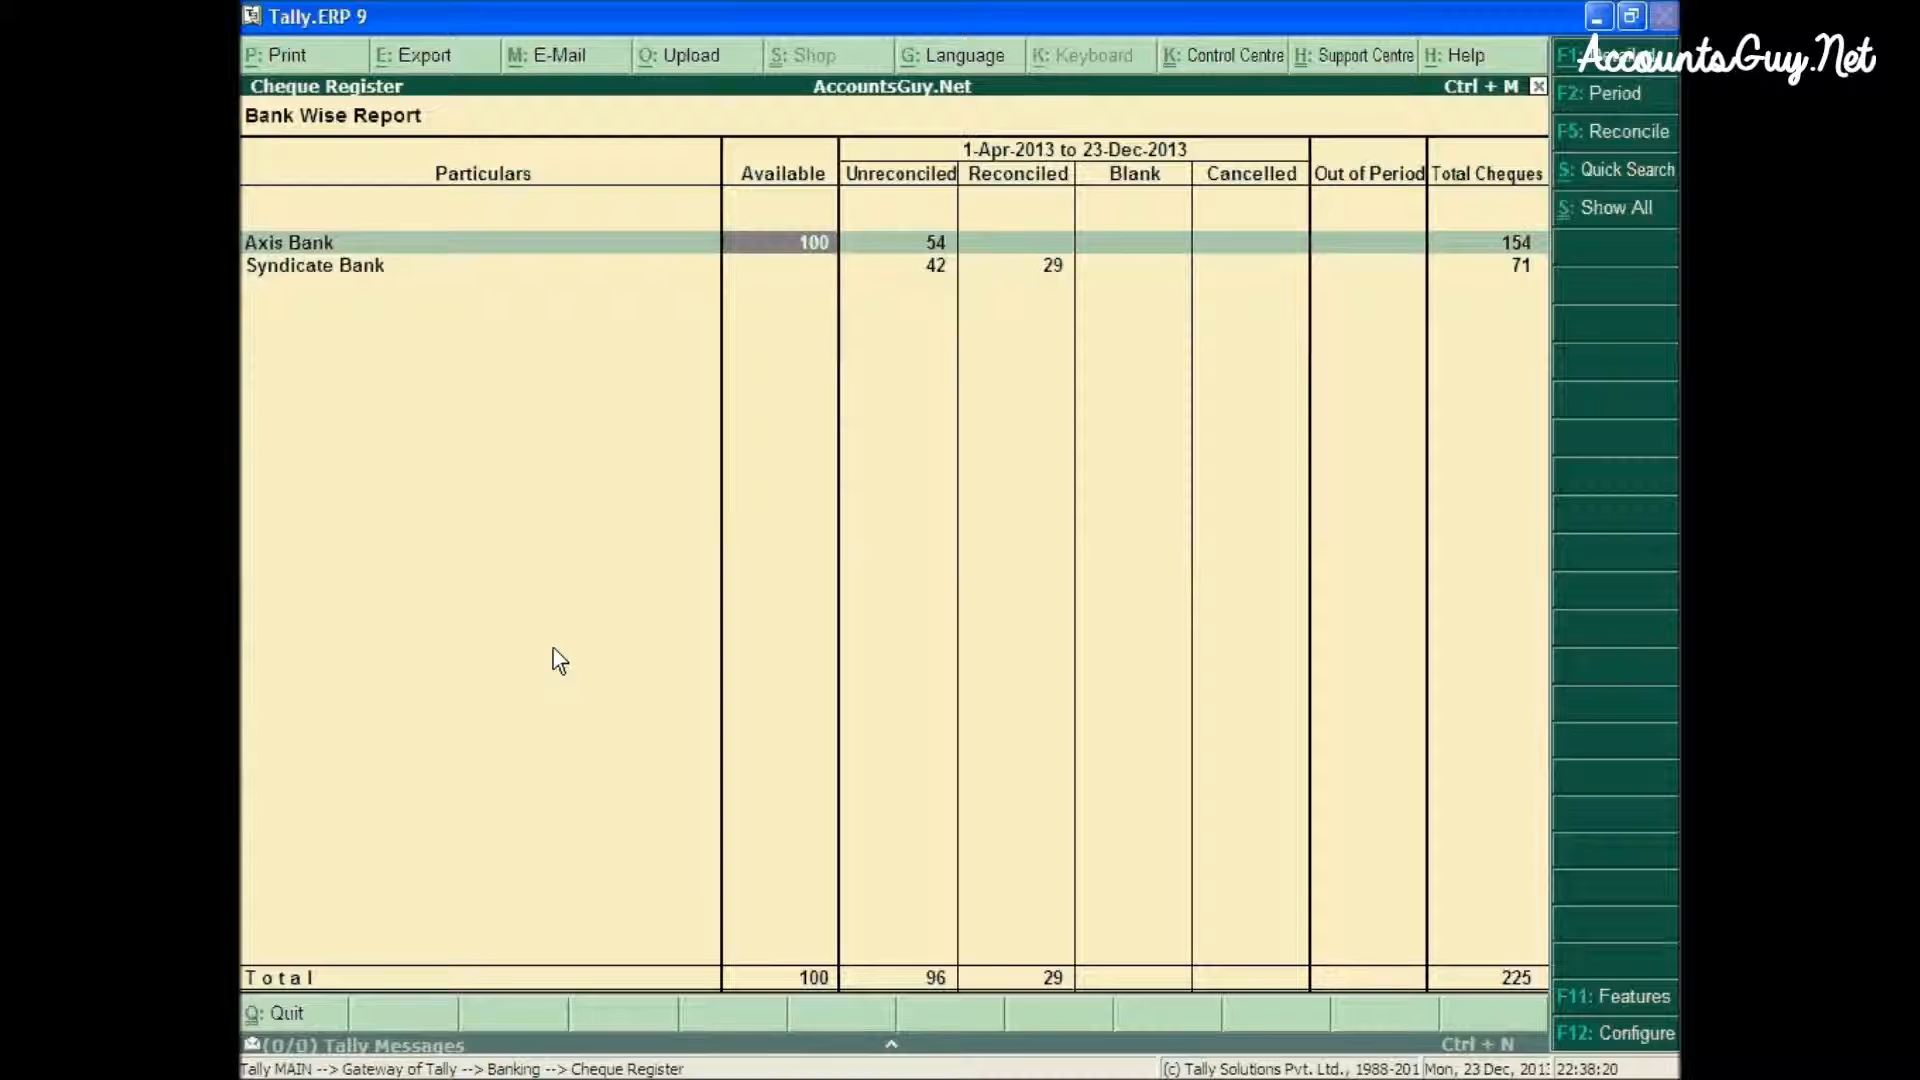 Tally.ERP 9
P: Print E: Export M: E-Mail O: Upload S: Shop G: Language K: Keyboard K: Control Centre H: Support Centre H: Help
F1:
AccountsGuy.Net
Cheque Register AccountsGuy.Net Ctrl + M
F2: Period
Bank Wise Report
F5: Reconcile
1-Apr-2013 to 23-Dec-2013
Particulars Available Unreconciled Reconciled Blank Cancelled Out of Period Total Cheques
S: Quick Search
S: Show All
Axis Bank 100 54 154
Syndicate Bank 42 29 71
Total 100 96 29 225
F11: Features
Q: Quit
F12: Configure
(0/0) Tally Messages Ctrl + N
Tally MAIN --> Gateway of Tally --> Banking --> Cheque Register (c) Tally Solutions Pvt. Ltd., 1988-201 Mon, 23 Dec, 201 22:38:20